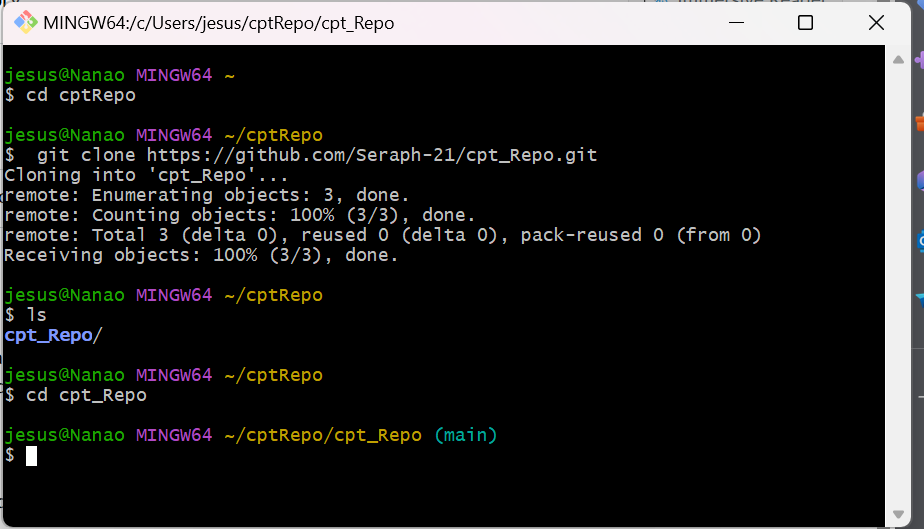 MINGW64:/c/Users/jesus/cptRepo/cpt_Repo
jesus@Nanao MINGW64 ~
$ cd cptRepo
jesus@Nanao MINGW64 ~/cptRepo
$  git clone https://github.com/Seraph-21/cpt_Repo.git
Cloning into 'cpt_Repo'...
remote: Enumerating objects: 3, done.
remote: Counting objects: 100% (3/3), done.
remote: Total 3 (delta 0), reused 0 (delta 0), pack-reused 0 (from 0)
Receiving objects: 100% (3/3), done.
jesus@Nanao MINGW64 ~/cptRepo
$ ls
cpt_Repo/
jesus@Nanao MINGW64 ~/cptRepo
$ cd cpt_Repo
jesus@Nanao MINGW64 ~/cptRepo/cpt_Repo (main)
$